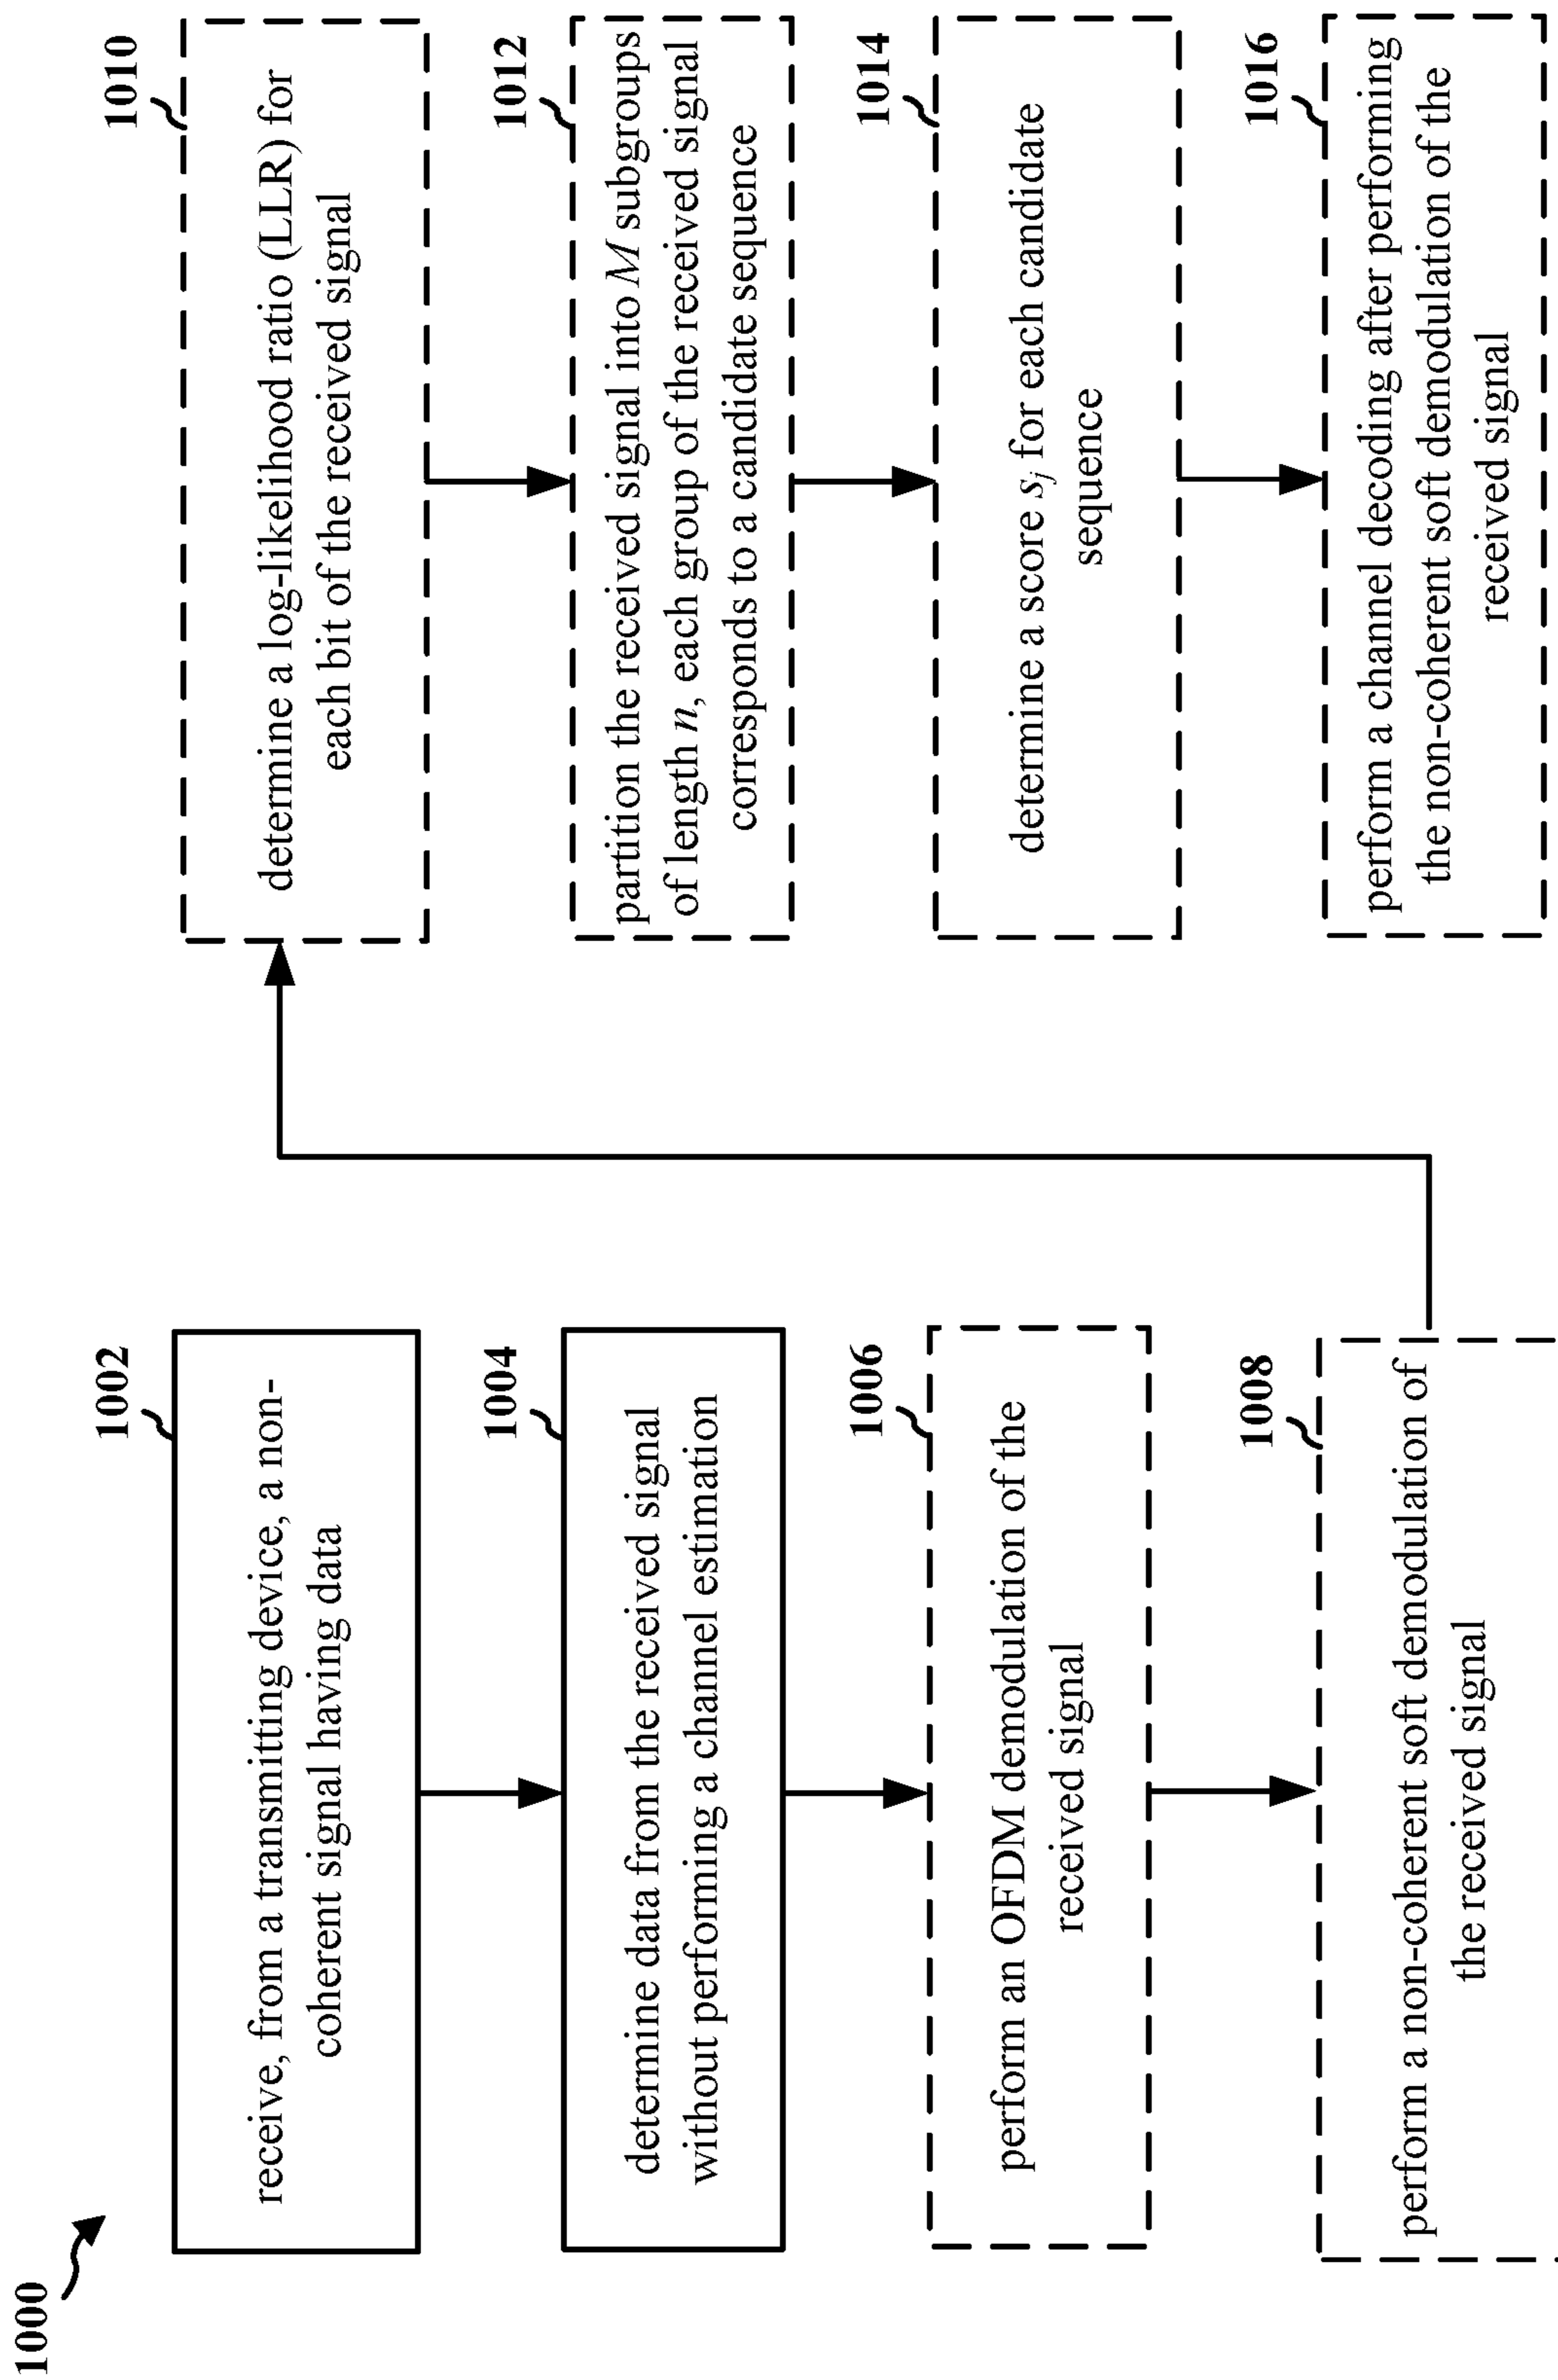 1000
1002
receive, from a transmitting device, a non-
coherent signal having data
1004
determine data from the received signal
without performing a channel estimation
1006
perform an OFDM demodulation of the
received signal
1008
perform a non-coherent soft demodulation of
the received signal
1010
determine a log-likelihood ratio (LLR) for
each bit of the received signal
1012
partition the received signal into M subgroups
of length n, each group of the received signal
corresponds to a candidate sequence
1014
determine a score sj for each candidate
sequence
1016
perform a channel decoding after performing
the non-coherent soft demodulation of the
received signal